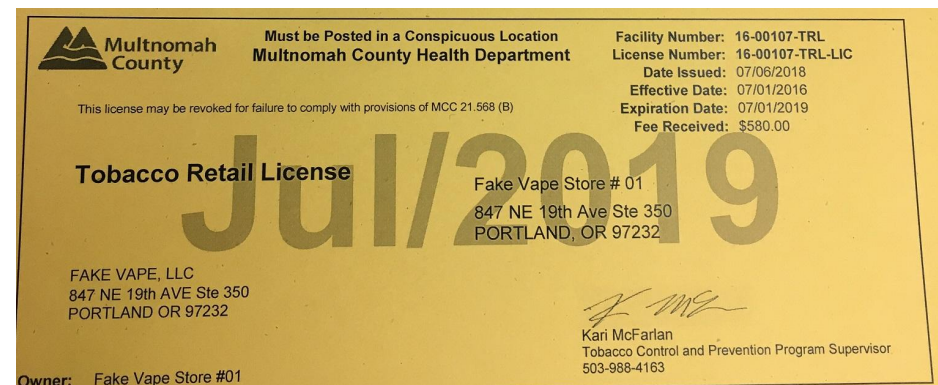 Multnomah
County
Must be Posted in a Conspicuous Location
Multnomah County Health Department
Facility Number: 16-00107-TRL
License Number: 16-00107-TRL-LIC
Date Issued: 07/06/2018
Effective Date: 07/01/2016
Expiration Date: 07/01/2019
Fee Received: $580.00
This license may be revoked for failure to comply with provisions of MCC 21.568 (B)
Jul/2019
Tobacco Retail License
Fake Vape Store # 01
847 NE 19th Ave Ste 350
PORTLAND, OR 97232
FAKE VAPE, LLC
847 NE 19th AVE Ste 350
PORTLAND OR 97232
Kari McFarlan
Tobacco Control and Prevention Program Supervisor
503-988-4163
Owner: Fake Vape Store #01